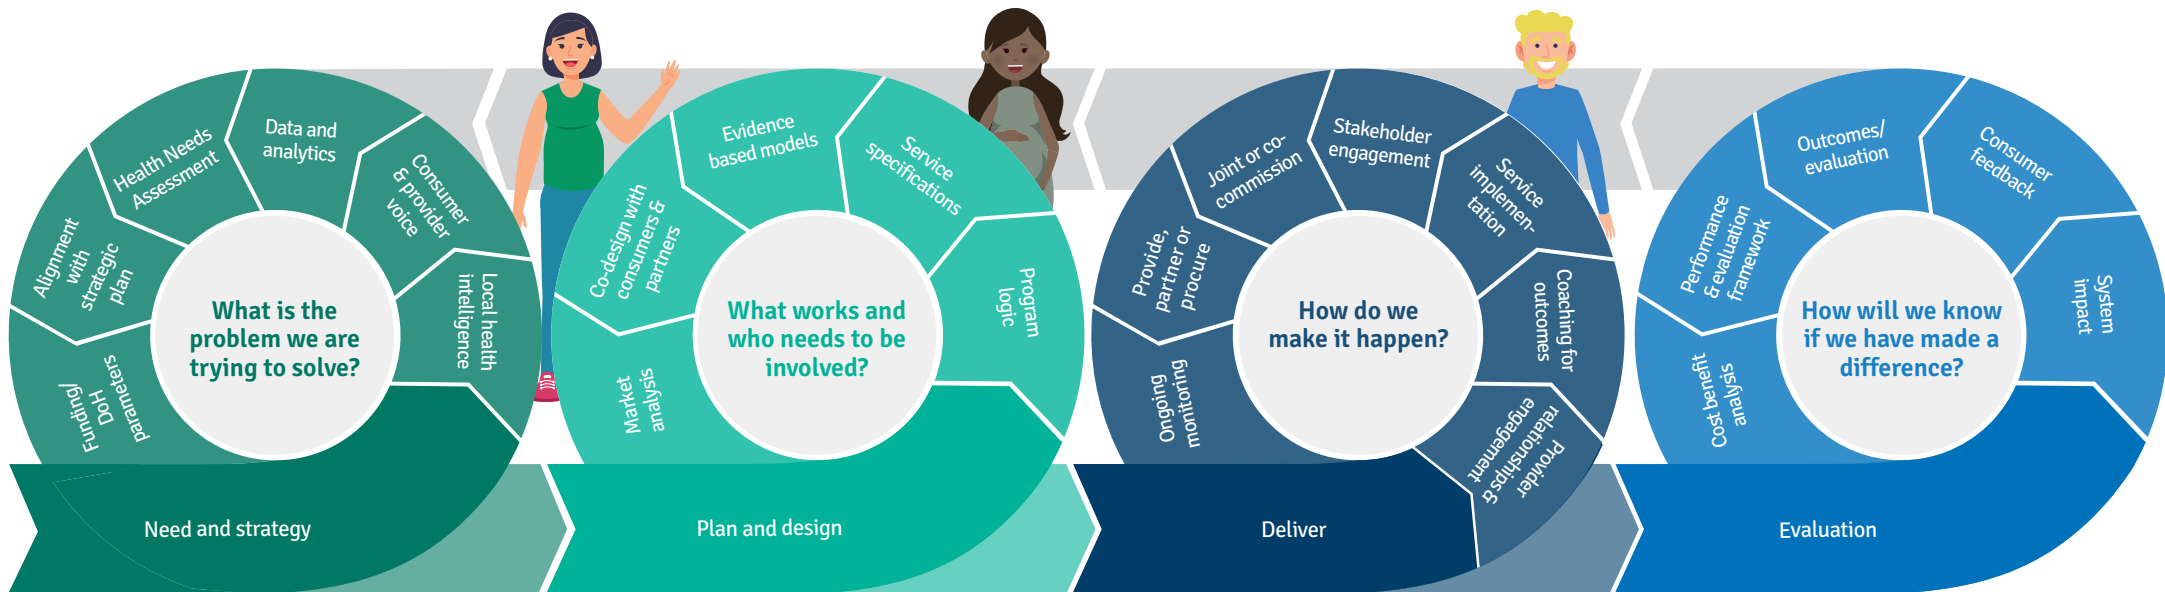 Funding/
DoH
parameters
Alignment
with
strategic
plan
Health Needs
Assessment
Data and
analytics
Consumer
& provider
voice
Local health
intelligence
What is the
problem we are
trying to solve?
Need and strategy
Market
analysis
Co-design with
consumers &
partners
Evidence
based models
Service
specifications
Program
logic
What works and
who needs to be
involved?
Plan and design
Ongoing
monitoring
Provide,
partner or
procure
Joint or co-
commission
Stakeholder
engagement
Service
implemen-
tation
Coaching for
outcomes
Provider
relationships &
engagement
How do we
make it happen?
Deliver
Cost benefit
analysis
Performance
& evaluation
framework
Outcomes/
evaluation
Consumer
feedback
System
impact
How will we know
if we have made a
difference?
Evaluation